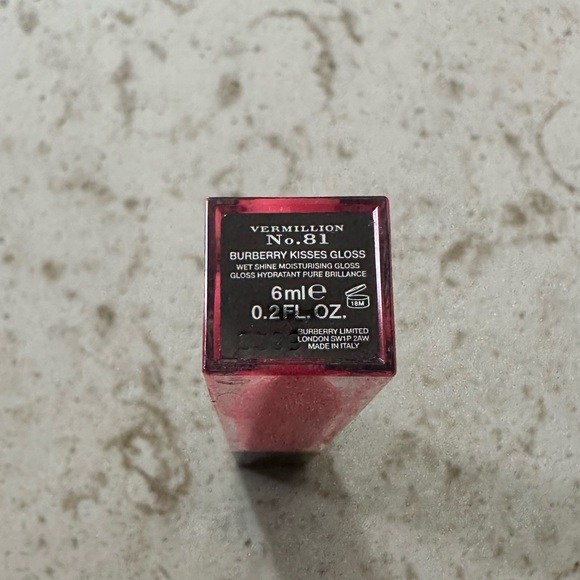 VERMILLION
No.81
BURBERRY KISSES GLOSS
WET SHINE MOISTURISING GLOSS
GLOSS HYDRATANT PURE BRILLANCE
6ml℮
0.2FL.OZ.
18M
BURBERRY LIMITED
LONDON SW1P 2AW
MADE IN ITALY